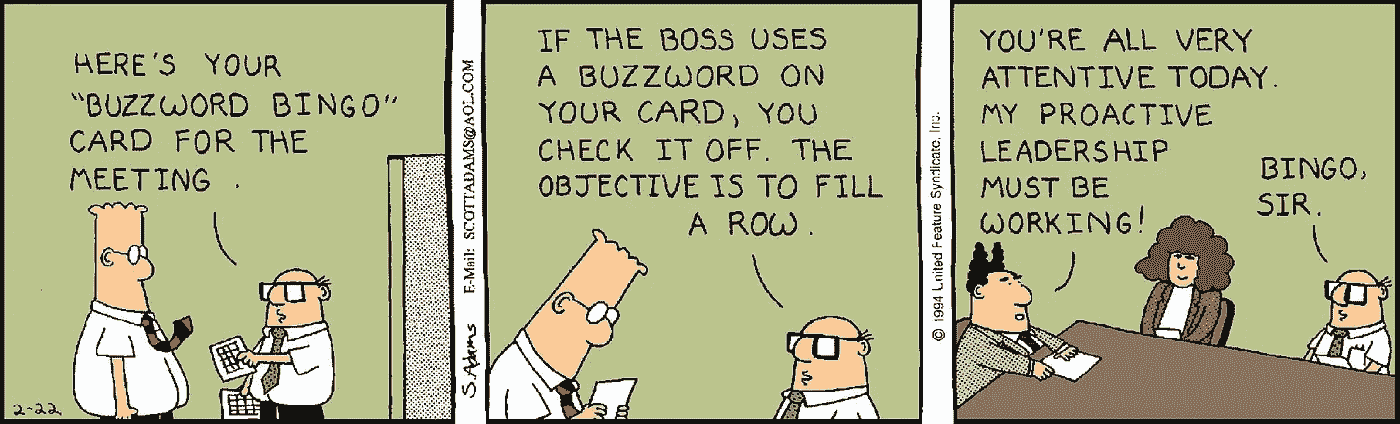 HERE'S YOUR
"BUZZWORD BINGO"
CARD FOR THE
MEETING.
2-22
S. Adams
E-Mail: SCOTTADAMS@AOL.COM
IF THE BOSS USES
A BUZZWORD ON
YOUR CARD, YOU
CHECK IT OFF. THE
OBJECTIVE IS TO FILL
A ROW.
© 1994 United Feature Syndicate, Inc.
YOU'RE ALL VERY
ATTENTIVE TODAY.
MY PROACTIVE
LEADERSHIP
MUST BE
WORKING!
BINGO,
SIR.